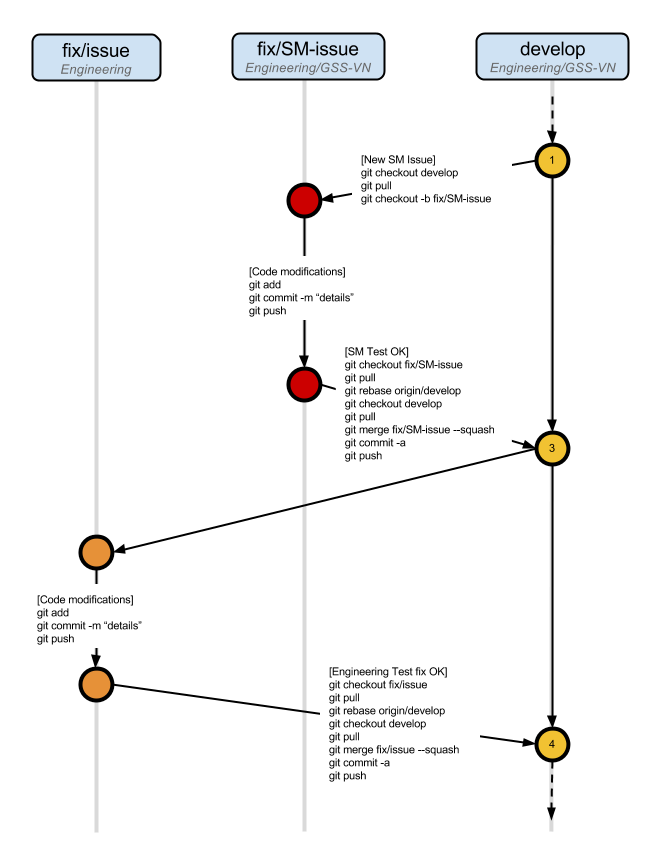 fix/issue
Engineering
fix/SM-issue
Engineering/GSS-VN
develop
Engineering/GSS-VN
1
[New SM Issue]
git checkout develop
git pull
git checkout -b fix/SM-issue
[Code modifications]
git add
git commit -m “details”
git push
[SM Test OK]
git checkout fix/SM-issue
git pull
git rebase origin/develop
git checkout develop
git pull
git merge fix/SM-issue --squash
git commit -a
git push
3
[Code modifications]
git add
git commit -m “details”
git push
[Engineering Test fix OK]
git checkout fix/issue
git pull
git rebase origin/develop
git checkout develop
git pull
git merge fix/issue --squash
git commit -a
git push
4